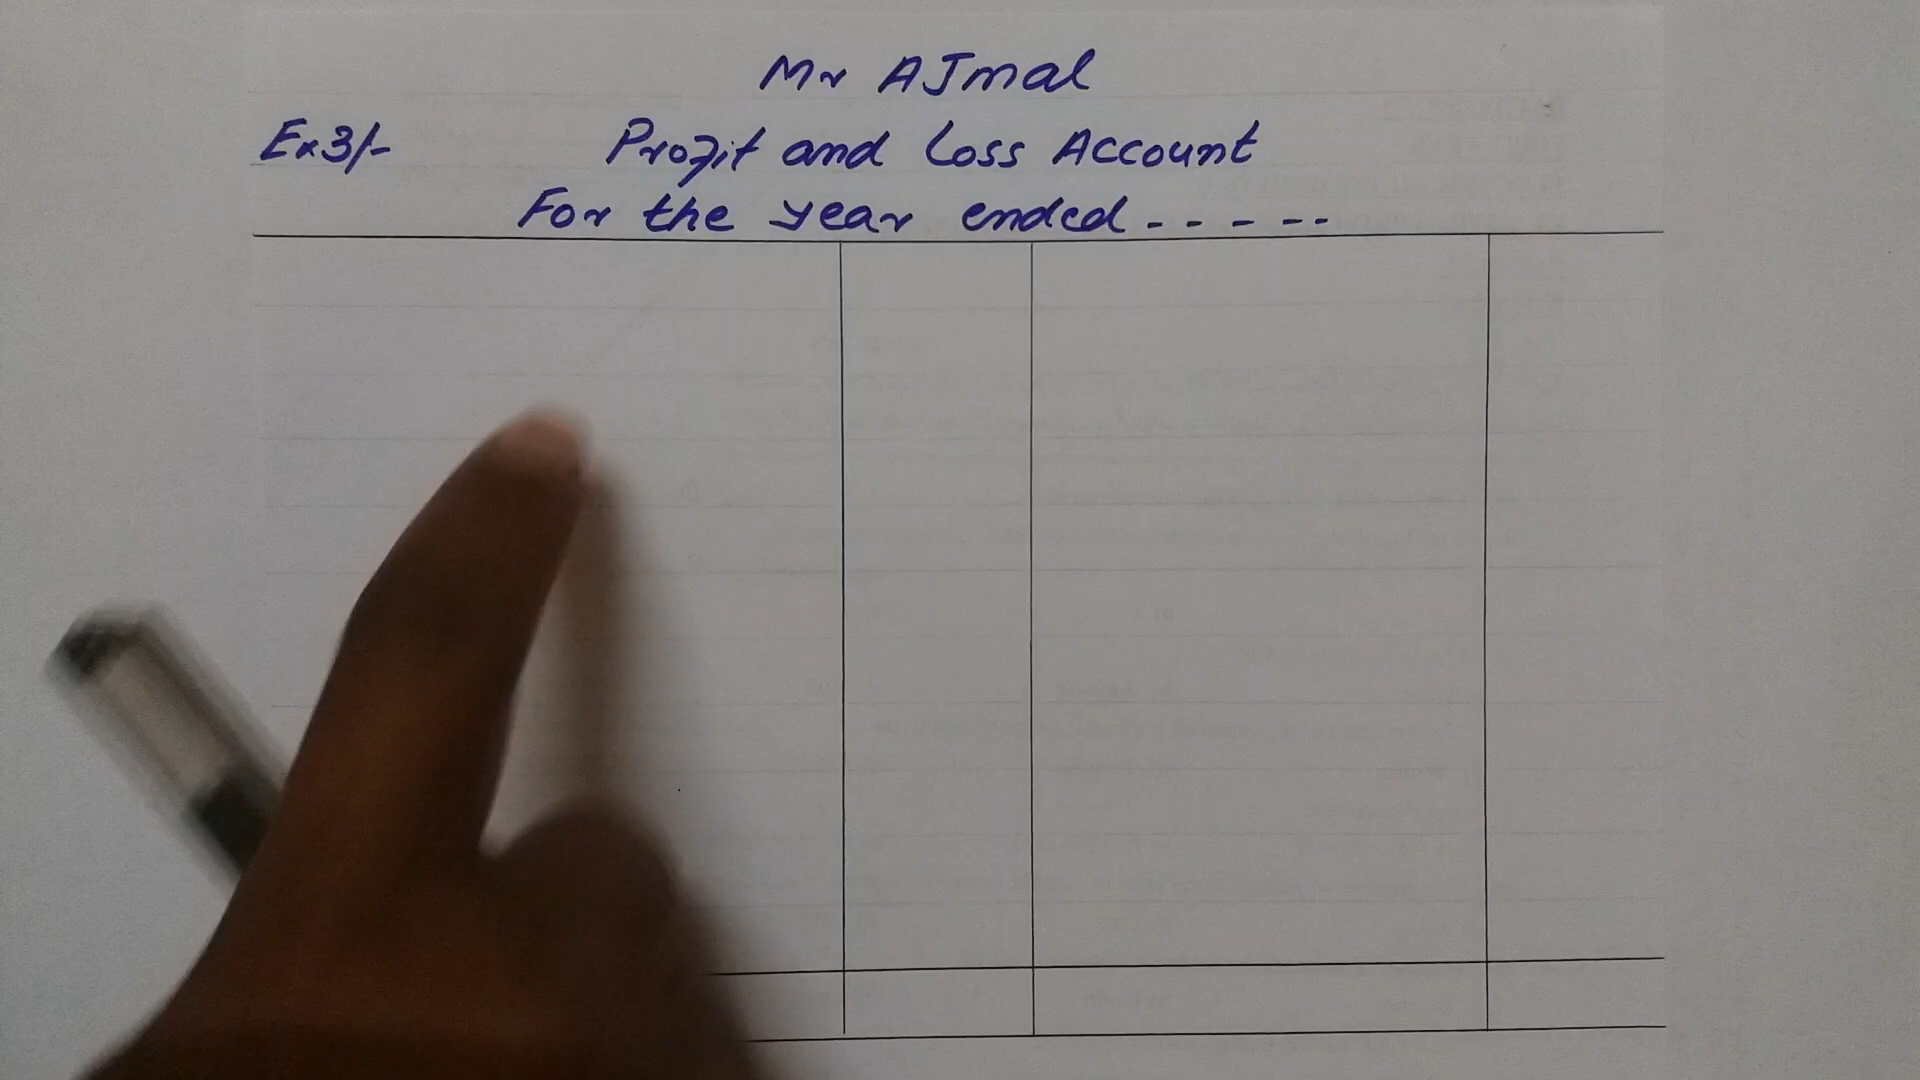 Mr AJmal
Ex3/- Profit and Loss Account
For the year ended - - - - -